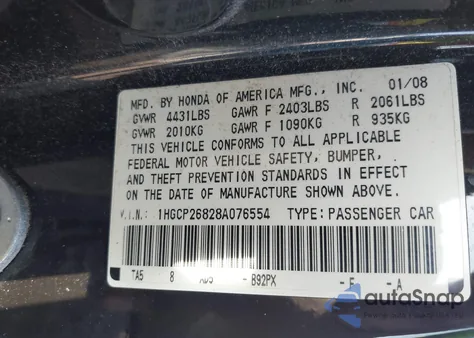 MFD. BY HONDA OF AMERICA MFG., INC. 01/08
GVWR 4431LBS GAWR F 2403LBS R 2061LBS
GVWR 2010KG GAWR F 1090KG R 935KG
THIS VEHICLE CONFORMS TO ALL APPLICABLE
FEDERAL MOTOR VEHICLE SAFETY, BUMPER,
AND THEFT PREVENTION STANDARDS IN EFFECT
ON THE DATE OF MANUFACTURE SHOWN ABOVE.
V.I.N.: 1HGCP26828A076554 TYPE: PASSENGER CAR
TA5 8 - B92PX - E - A
autoSnap